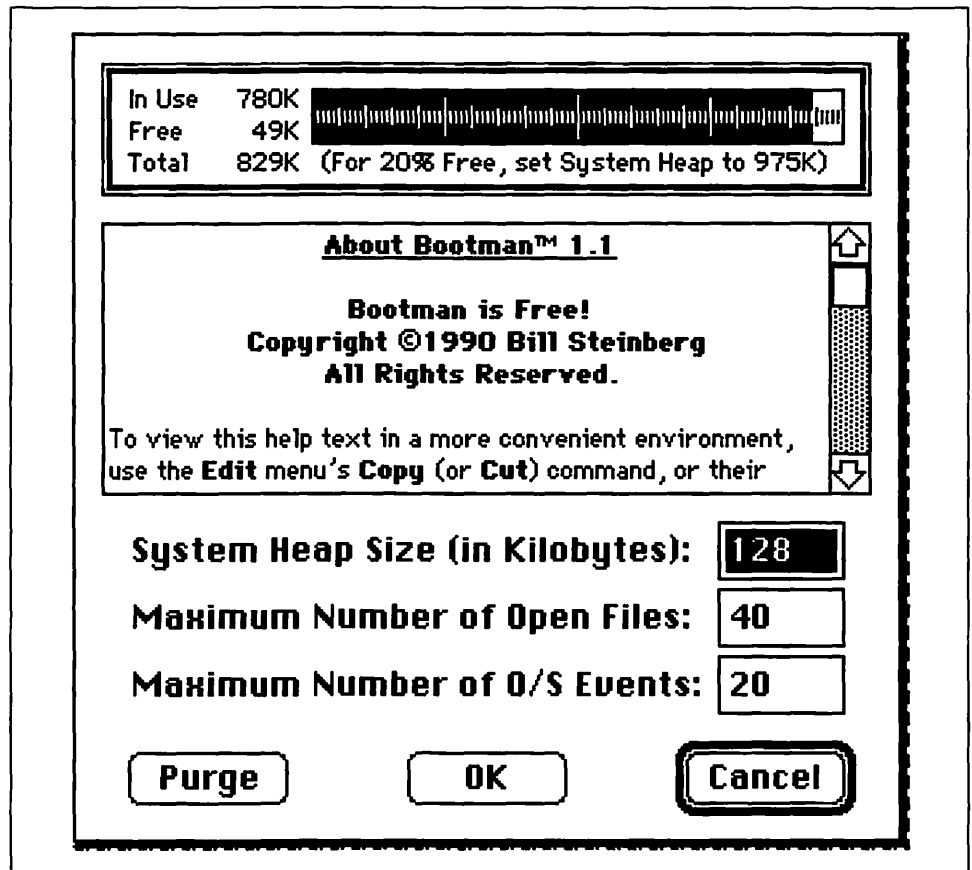 In Use 780K
Free 49K
Total 829K (For 20% Free, set System Heap to 975K)
About Bootman™ 1.1
Bootman is Free!
Copyright ©1990 Bill Steinberg
All Rights Reserved.
To view this help text in a more convenient environment,
use the Edit menu's Copy (or Cut) command, or their
System Heap Size (in Kilobytes): 128
Maximum Number of Open Files: 40
Maximum Number of O/S Events: 20
Purge OK Cancel